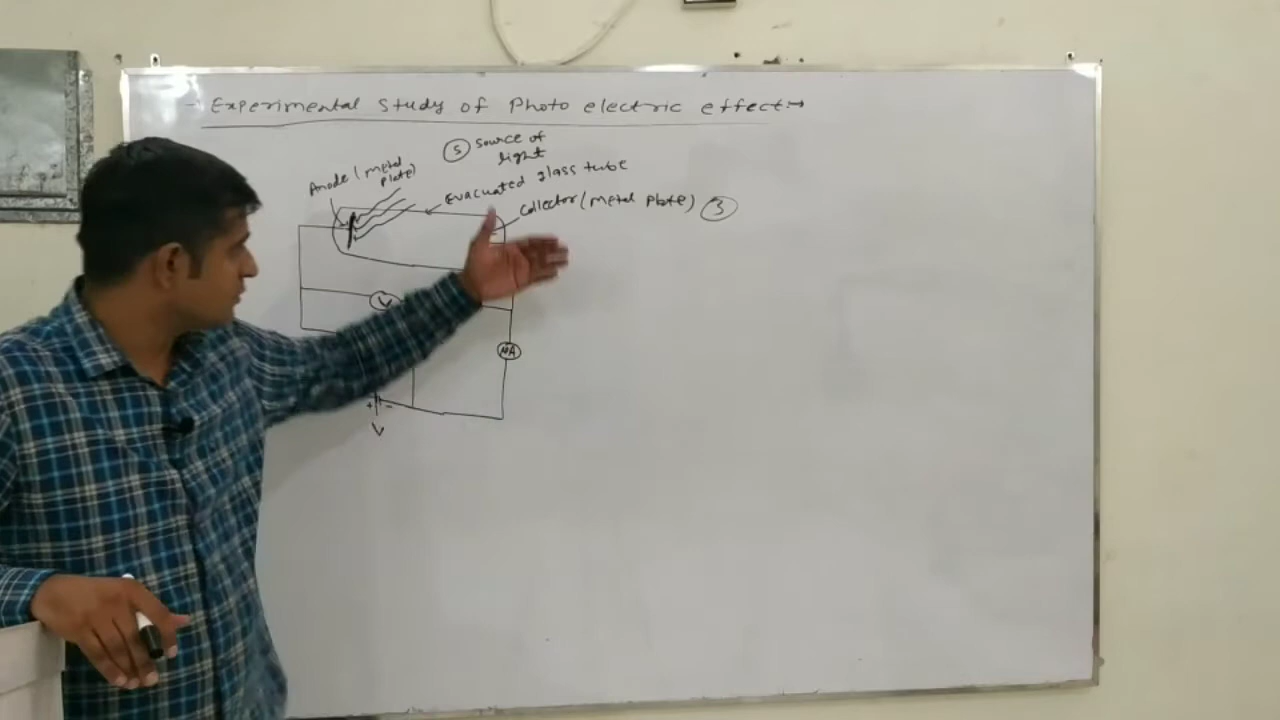 Experimental Study of Photo electric effect
Anode (metal
plate)
S source of
light
Evacuated glass tube
Collector (metal plate) 3
V
μA
+ -
V